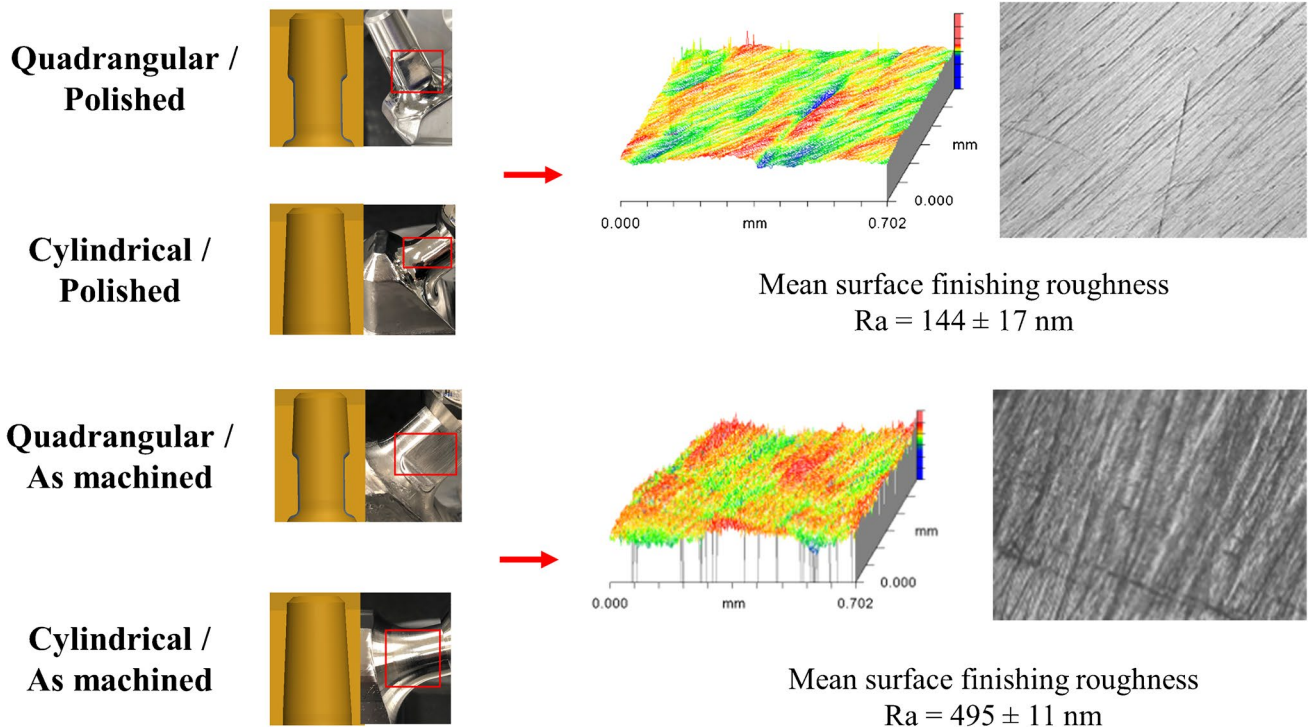 Quadrangular /
Polished
mm
0.000
0.000
mm
0.702
Cylindrical /
Polished
Mean surface finishing roughness
Ra = 144 ± 17 nm
Quadrangular /
As machined
mm
0.000
0.000
mm
0.702
Cylindrical /
As machined
Mean surface finishing roughness
Ra = 495 ± 11 nm